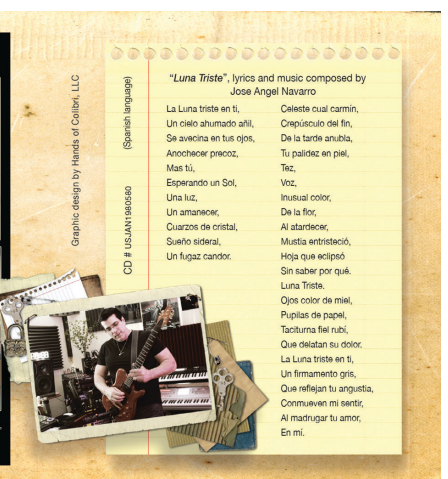 Graphic design by Hands of Colibri, LLC
(Spanish language)
CD # USJAN1980580
“Luna Triste”, lyrics and music composed by
Jose Angel Navarro
La Luna triste en ti,
Un cielo ahumado añil,
Se avecina en tus ojos,
Anochecer precoz,
Mas tú,
Esperando un Sol,
Una luz,
Un amanecer,
Cuarzos de cristal,
Sueño sideral,
Un fugaz candor.
Celeste cual carmín,
Crepúsculo del fin,
De la tarde anubla,
Tu palidez en piel,
Tez,
Voz,
Inusual color,
De la flor,
Al atardecer,
Mustia entristeció,
Hoja que eclipsó
Sin saber por qué.
Luna Triste.
Ojos color de miel,
Pupilas de papel,
Taciturna fiel rubí,
Que delatan su dolor.
La Luna triste en ti,
Un firmamento gris,
Que reflejan tu angustia,
Conmueven mi sentir,
Al madrugar tu amor,
En mí.